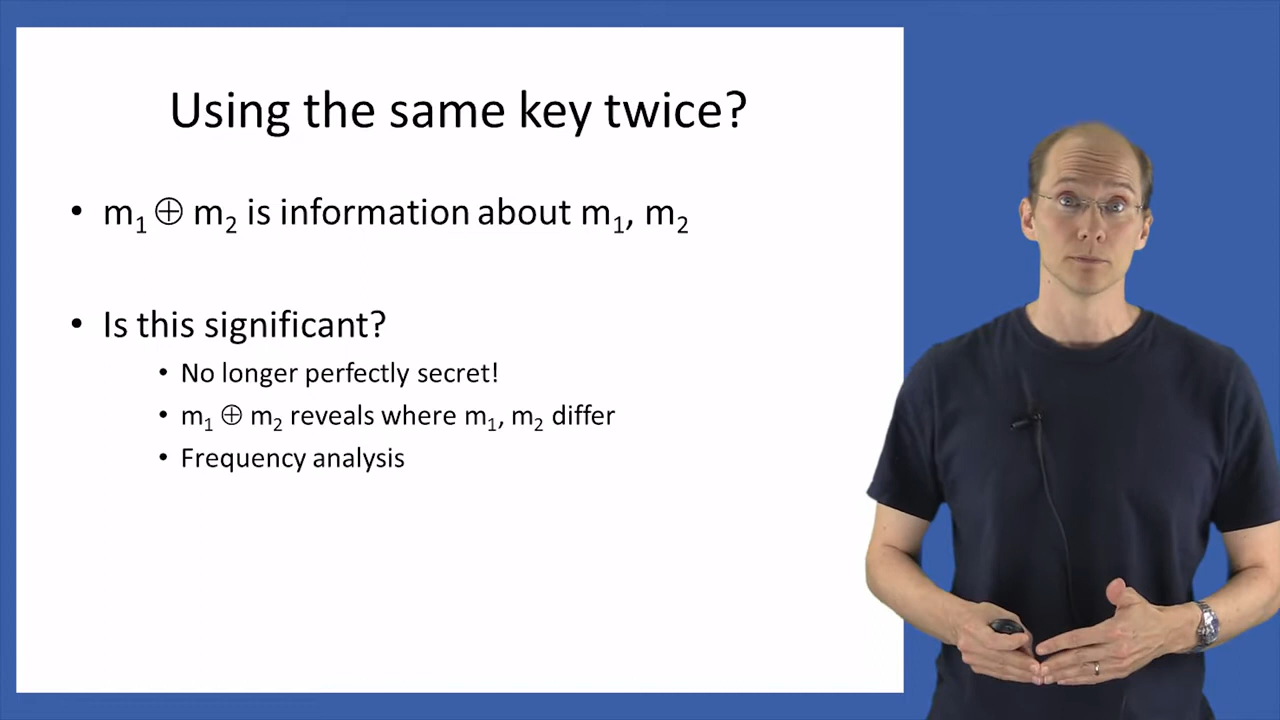 Using the same key twice?
• m₁ ⊕ m₂ is information about m₁, m₂
• Is this significant?
• No longer perfectly secret!
• m₁ ⊕ m₂ reveals where m₁, m₂ differ
• Frequency analysis